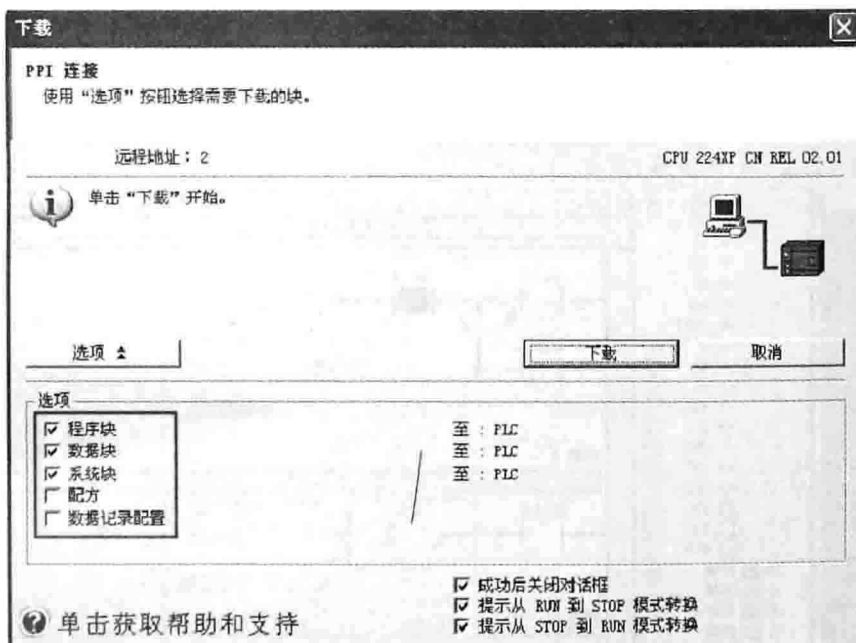 下载
PPI 连接
使用“选项”按钮选择需要下载的块。
远程地址：2
CPU 224XP CN REL 02.01
单击“下载”开始。
选项
下载
取消
选项
程序块
至：PLC
数据块
至：PLC
系统块
至：PLC
配方
数据记录配置
成功后关闭对话框
提示从 RUN 到 STOP 模式转换
单击获取帮助和支持
提示从 STOP 到 RUN 模式转换